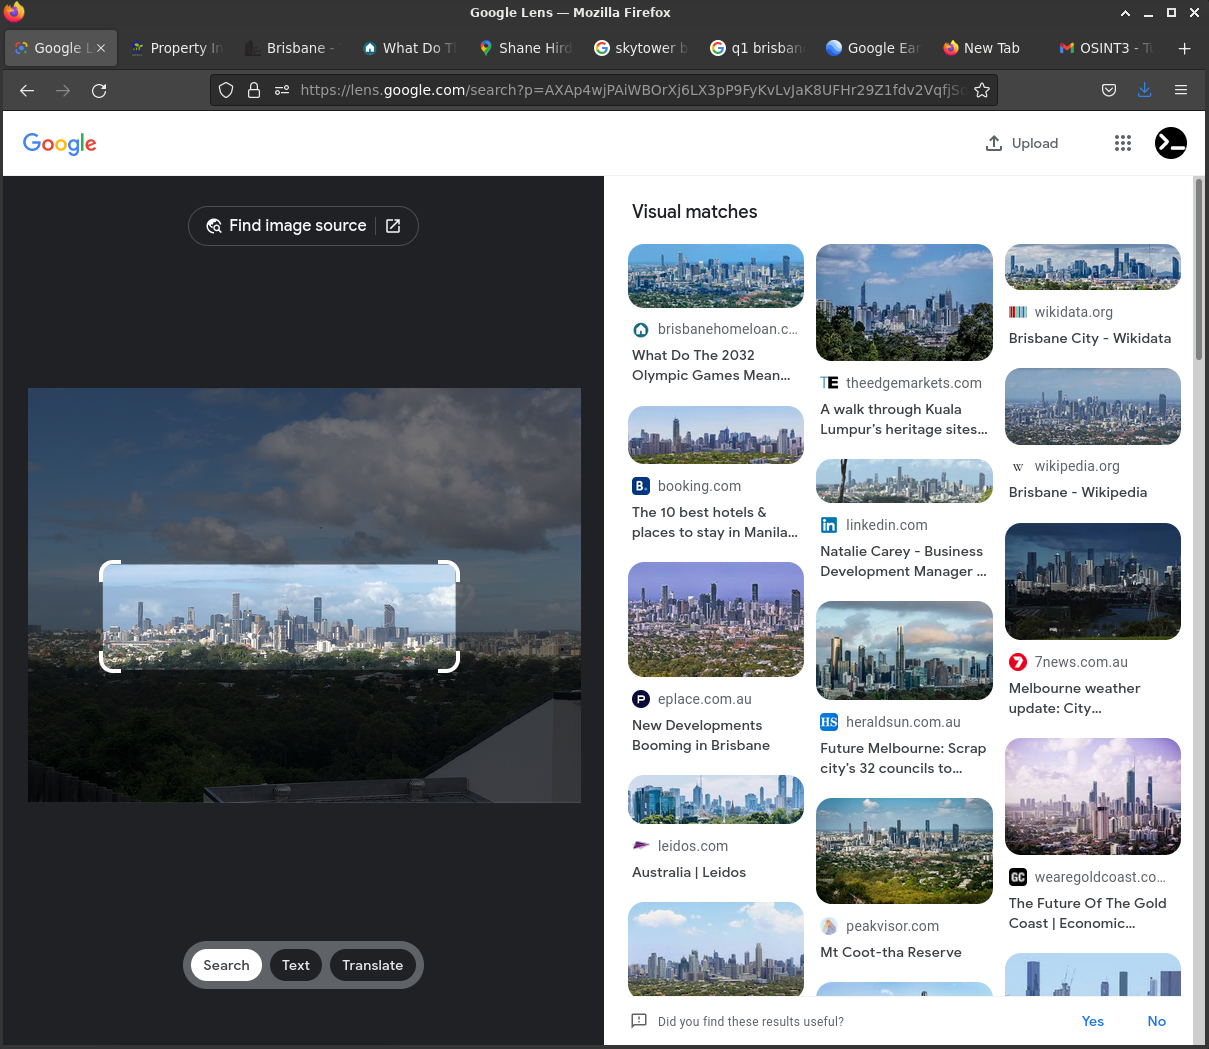 Google Lens — Mozilla Firefox
Google L
Property In
Brisbane -
What Do T
Shane Hird
skytower b
q1 brisban
Google Ear
New Tab
OSINT3 - T
https://lens.google.com/search?p=AXAp4wjPAiWBOrXj6LX3pP9FyKvLvJaK8UFHr29Z1fdv2Vqfj
Google
Upload
Find image source
Visual matches
brisbanehomeloan.c...
What Do The 2032
Olympic Games Mean...
booking.com
The 10 best hotels &
places to stay in Manila...
eplace.com.au
New Developments
Booming in Brisbane
leidos.com
Australia | Leidos
theedgemarkets.com
A walk through Kuala
Lumpur's heritage sites...
linkedin.com
Natalie Carey - Business
Development Manager ...
heraldsun.com.au
Future Melbourne: Scrap
city's 32 councils to...
peakvisor.com
Mt Coot-tha Reserve
wikidata.org
Brisbane City - Wikidata
wikipedia.org
Brisbane - Wikipedia
7news.com.au
Melbourne weather
update: City...
wearegoldcoast.co...
The Future Of The Gold
Coast | Economic...
Search
Text
Translate
Did you find these results useful?
Yes
No